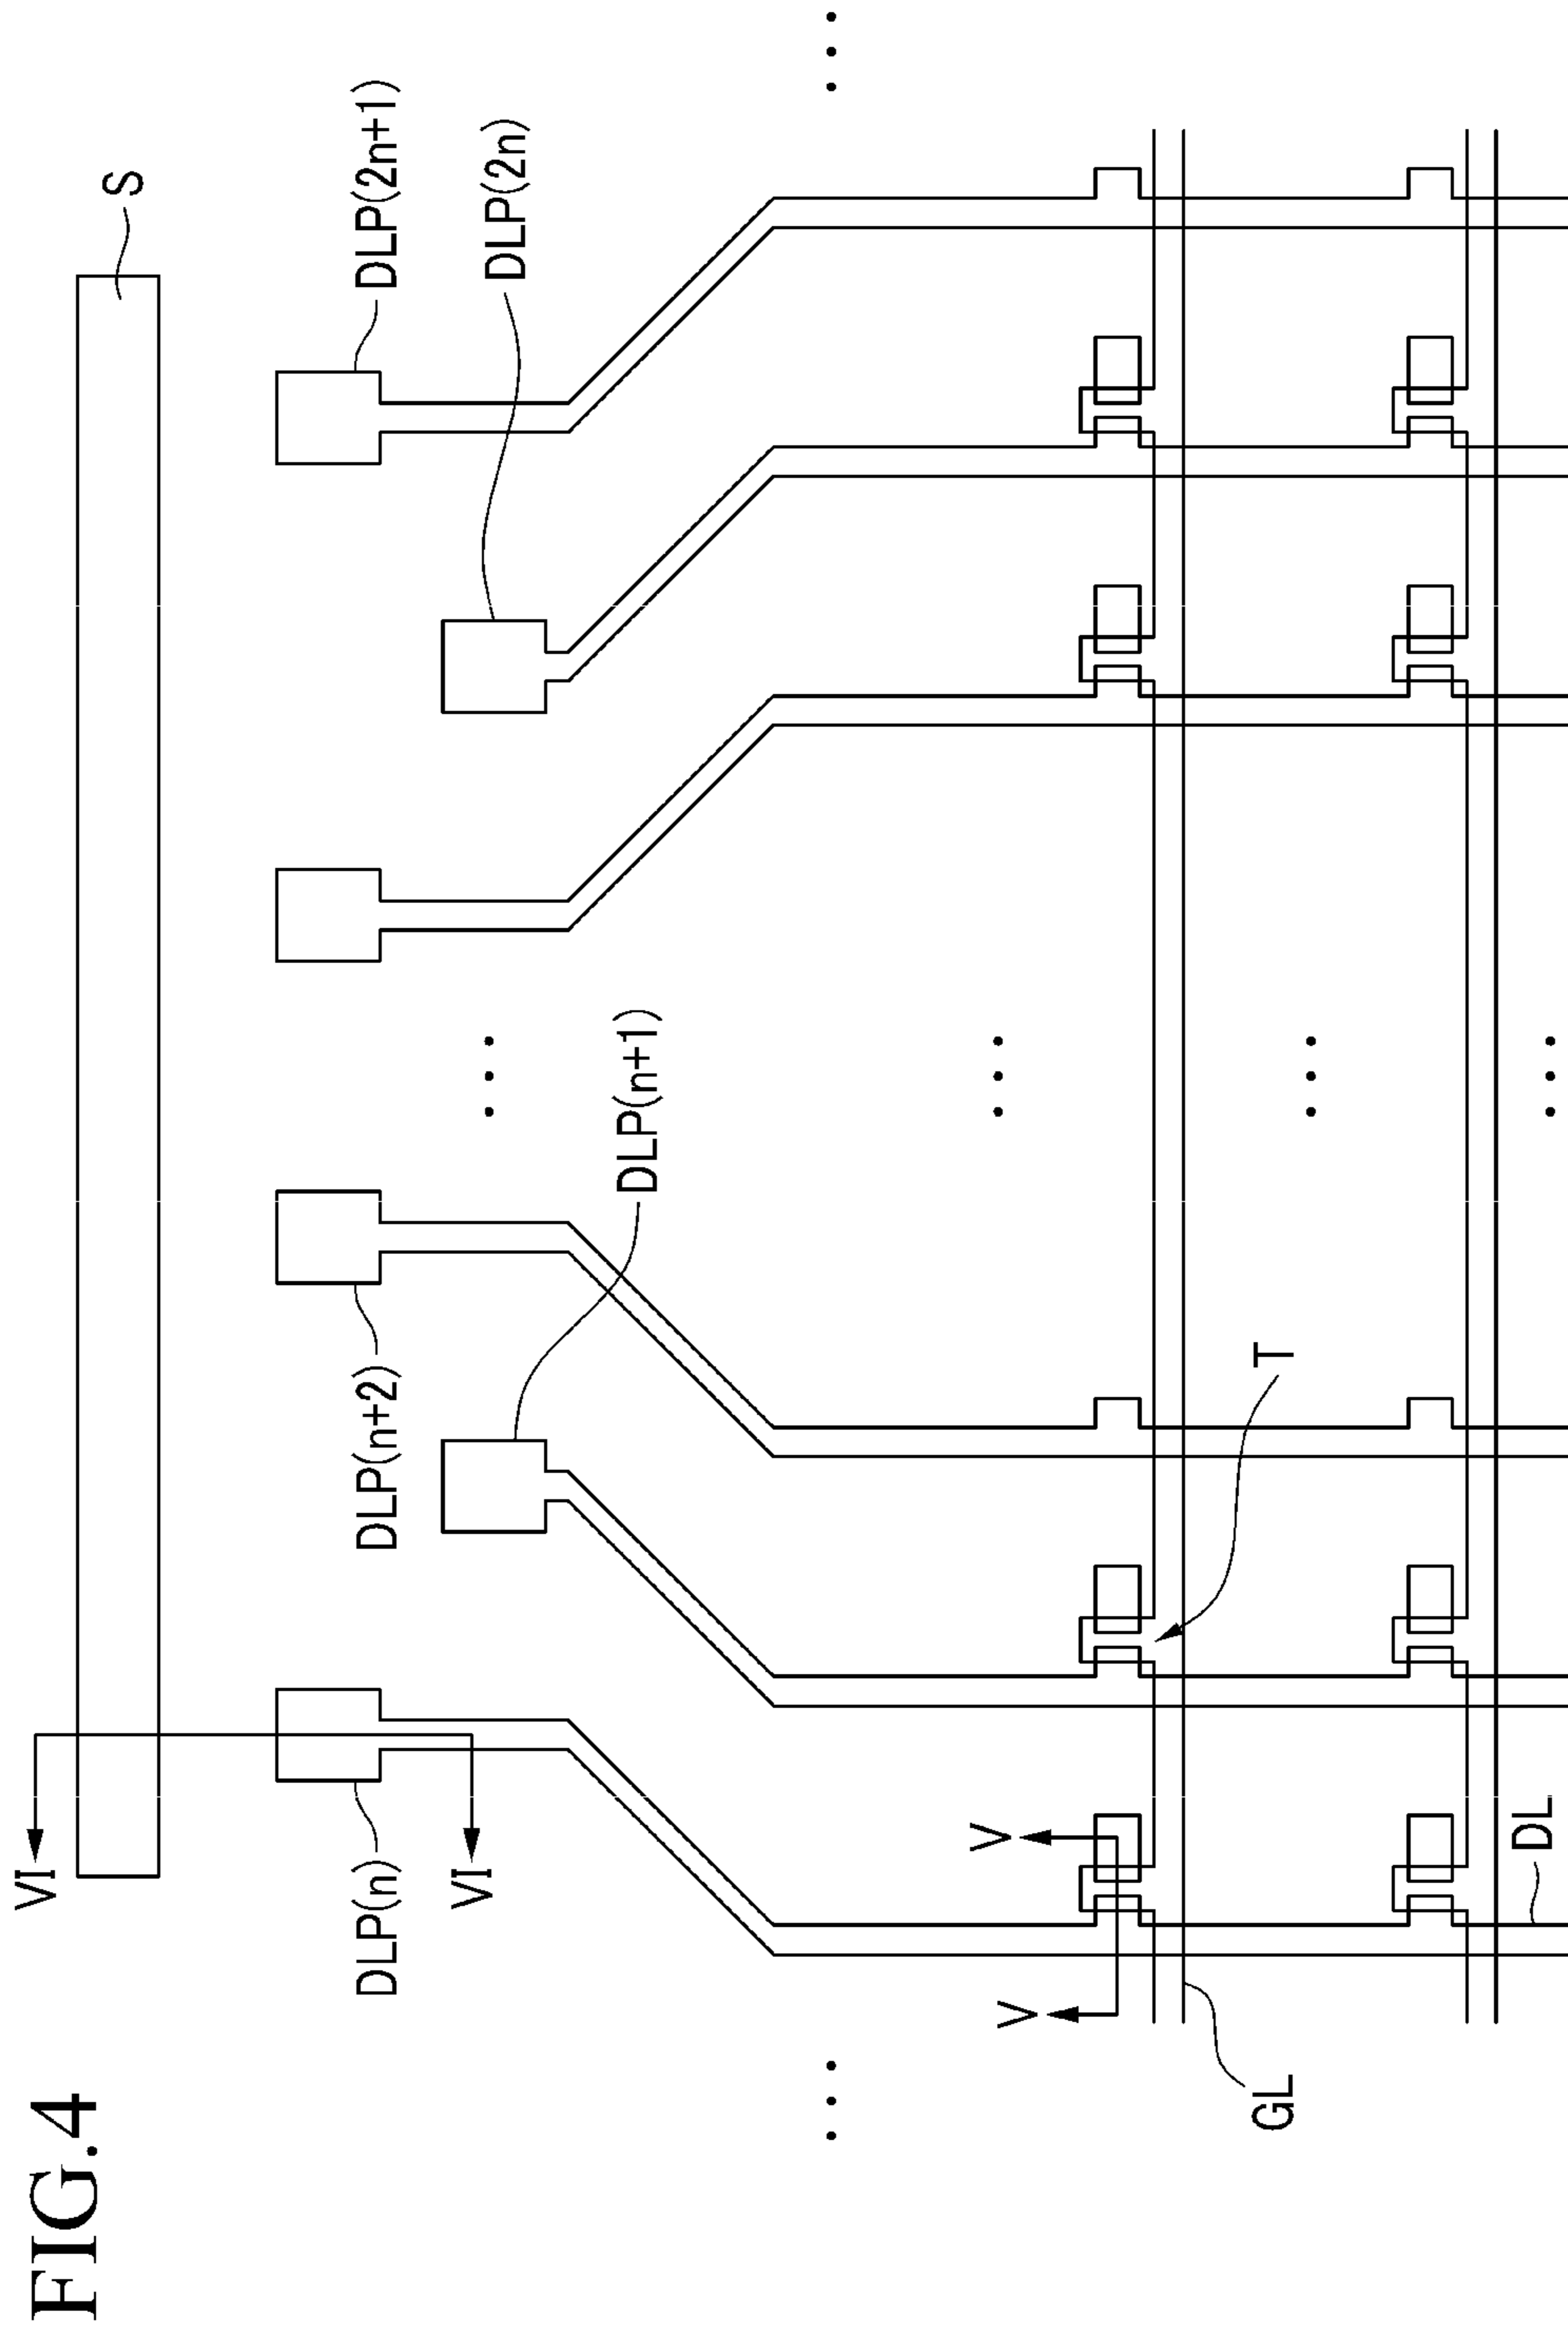 FIG.4
VI
S
DLP(n)
DLP(n+2)
DLP(2n+1)
VI
DLP(2n)
DLP(n+1)
V
V
GL
T
DL